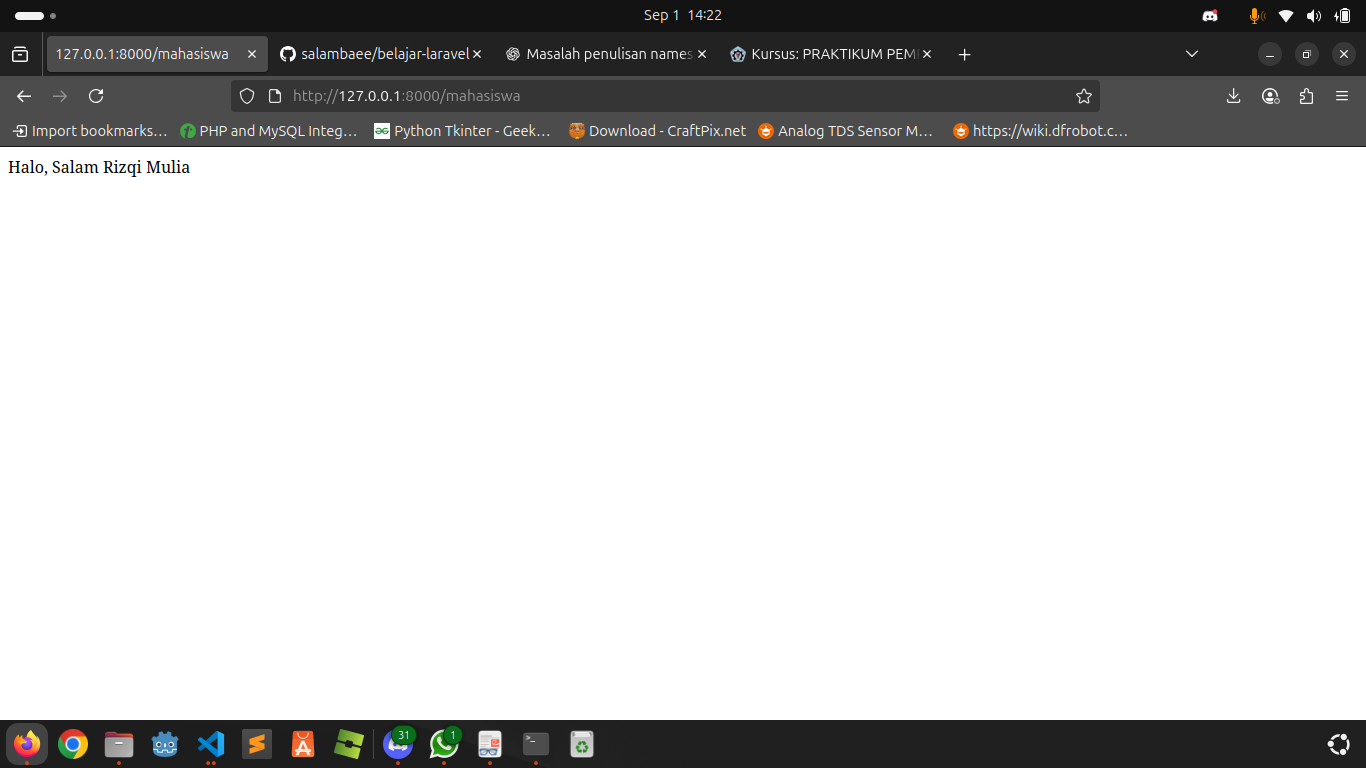 Sep 1 14:22
127.0.0.1:8000/mahasiswa
salambaee/belajar-laravel
Masalah penulisan names
Kursus: PRAKTIKUM PEM
http://127.0.0.1:8000/mahasiswa
Import bookmarks…
PHP and MySQL Integ…
Python Tkinter - Geek…
Download - CraftPix.net
Analog TDS Sensor M…
https://wiki.dfrobot.c…
Halo, Salam Rizqi Mulia
31
1